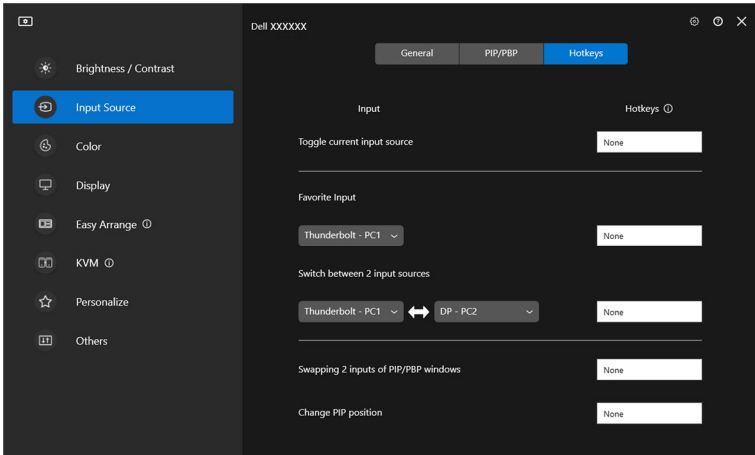 Dell XXXXXX
General PIP/PBP Hotkeys
Brightness / Contrast
Input Source
Color
Display
Easy Arrange
KVM
Personalize
Others
Input Hotkeys
Toggle current input source None
Favorite Input
Thunderbolt - PC1 None
Switch between 2 input sources
Thunderbolt - PC1 DP - PC2 None
Swapping 2 inputs of PIP/PBP windows None
Change PIP position None